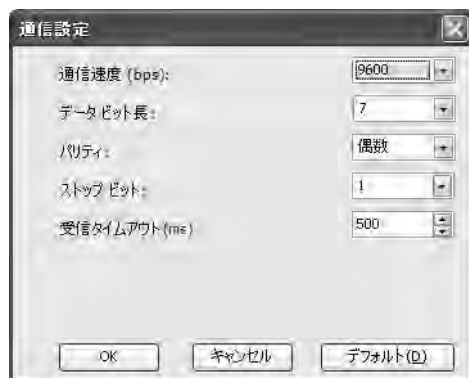 通信設定
通信速度 (bps): 9600
データ ビット長: 7
パリティ: 偶数
ストップ ビット: 1
受信タイムアウト(ms) 500
OK キャンセル デフォルト(D)